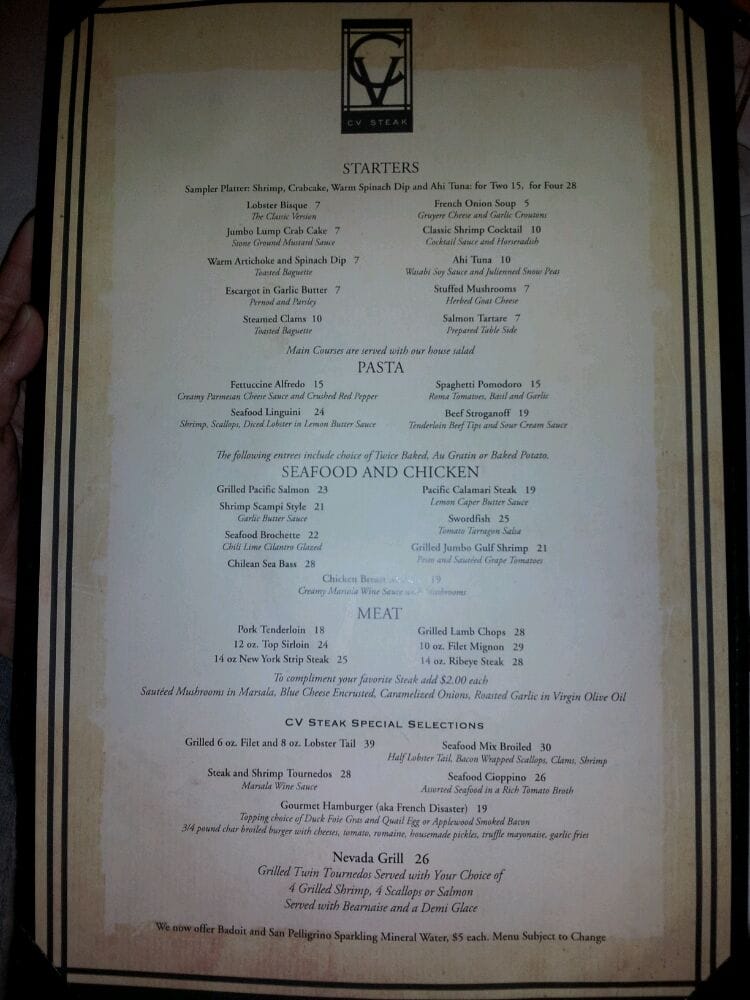 CV
CV STEAK
STARTERS
Sampler Platter: Shrimp, Crabcake, Warm Spinach Dip and Ahi Tuna: for Two 15, for Four 28
Lobster Bisque 7
The Classic Version
Jumbo Lump Crab Cake 7
Stone Ground Mustard Sauce
Warm Artichoke and Spinach Dip 7
Toasted Baguette
Escargot in Garlic Butter 7
Pernod and Parsley
Steamed Clams 10
Toasted Baguette
French Onion Soup 5
Gruyere Cheese and Garlic Croutons
Classic Shrimp Cocktail 10
Cocktail Sauce and Horseradish
Ahi Tuna 10
Wasabi Soy Sauce and Julienned Snow Peas
Stuffed Mushrooms 7
Herbed Goat Cheese
Salmon Tartare 7
Prepared Table Side
Main Courses are served with our house salad
PASTA
Fettuccine Alfredo 15
Creamy Parmesan Cheese Sauce and Crushed Red Pepper
Seafood Linguini 24
Shrimp, Scallops, Diced Lobster in Lemon Butter Sauce
Spaghetti Pomodoro 15
Roma Tomatoes, Basil and Garlic
Beef Stroganoff 19
Tenderloin Beef Tips and Sour Cream Sauce
The following entrees include choice of Twice Baked, Au Gratin or Baked Potato.
SEAFOOD AND CHICKEN
Grilled Pacific Salmon 23
Shrimp Scampi Style 21
Garlic Butter Sauce
Seafood Brochette 22
Chili Lime Cilantro Glazed
Chilean Sea Bass 28
Pacific Calamari Steak 19
Lemon Caper Butter Sauce
Swordfish 25
Tomato Tarragon Salsa
Grilled Jumbo Gulf Shrimp 21
Pesto and Sautéed Grape Tomatoes
Chicken Breast 19
Creamy Marsala Wine Sauce with Mushrooms
MEAT
Pork Tenderloin 18
12 oz. Top Sirloin 24
14 oz New York Strip Steak 25
Grilled Lamb Chops 28
10 oz. Filet Mignon 29
14 oz. Ribeye Steak 28
To compliment your favorite Steak add $2.00 each
Sautéed Mushrooms in Marsala, Blue Cheese Encrusted, Caramelized Onions, Roasted Garlic in Virgin Olive Oil
CV STEAK SPECIAL SELECTIONS
Grilled 6 oz. Filet and 8 oz. Lobster Tail 39
Steak and Shrimp Tournedos 28
Marsala Wine Sauce
Seafood Mix Broiled 30
Half Lobster Tail, Bacon Wrapped Scallops, Clams, Shrimp
Seafood Cioppino 26
Assorted Seafood in a Rich Tomato Broth
Gourmet Hamburger (aka French Disaster) 19
Topping choice of Duck Foie Gras and Quail Egg or Applewood Smoked Bacon
3/4 pound char broiled burger with cheeses, tomato, romaine, housemade pickles, truffle mayonaise, garlic fries
Nevada Grill 26
Grilled Twin Tournedos Served with Your Choice of
4 Grilled Shrimp, 4 Scallops or Salmon
Served with Bearnaise and a Demi Glace
We now offer Badoit and San Pelligrino Sparkling Mineral Water, $5 each. Menu Subject to Change